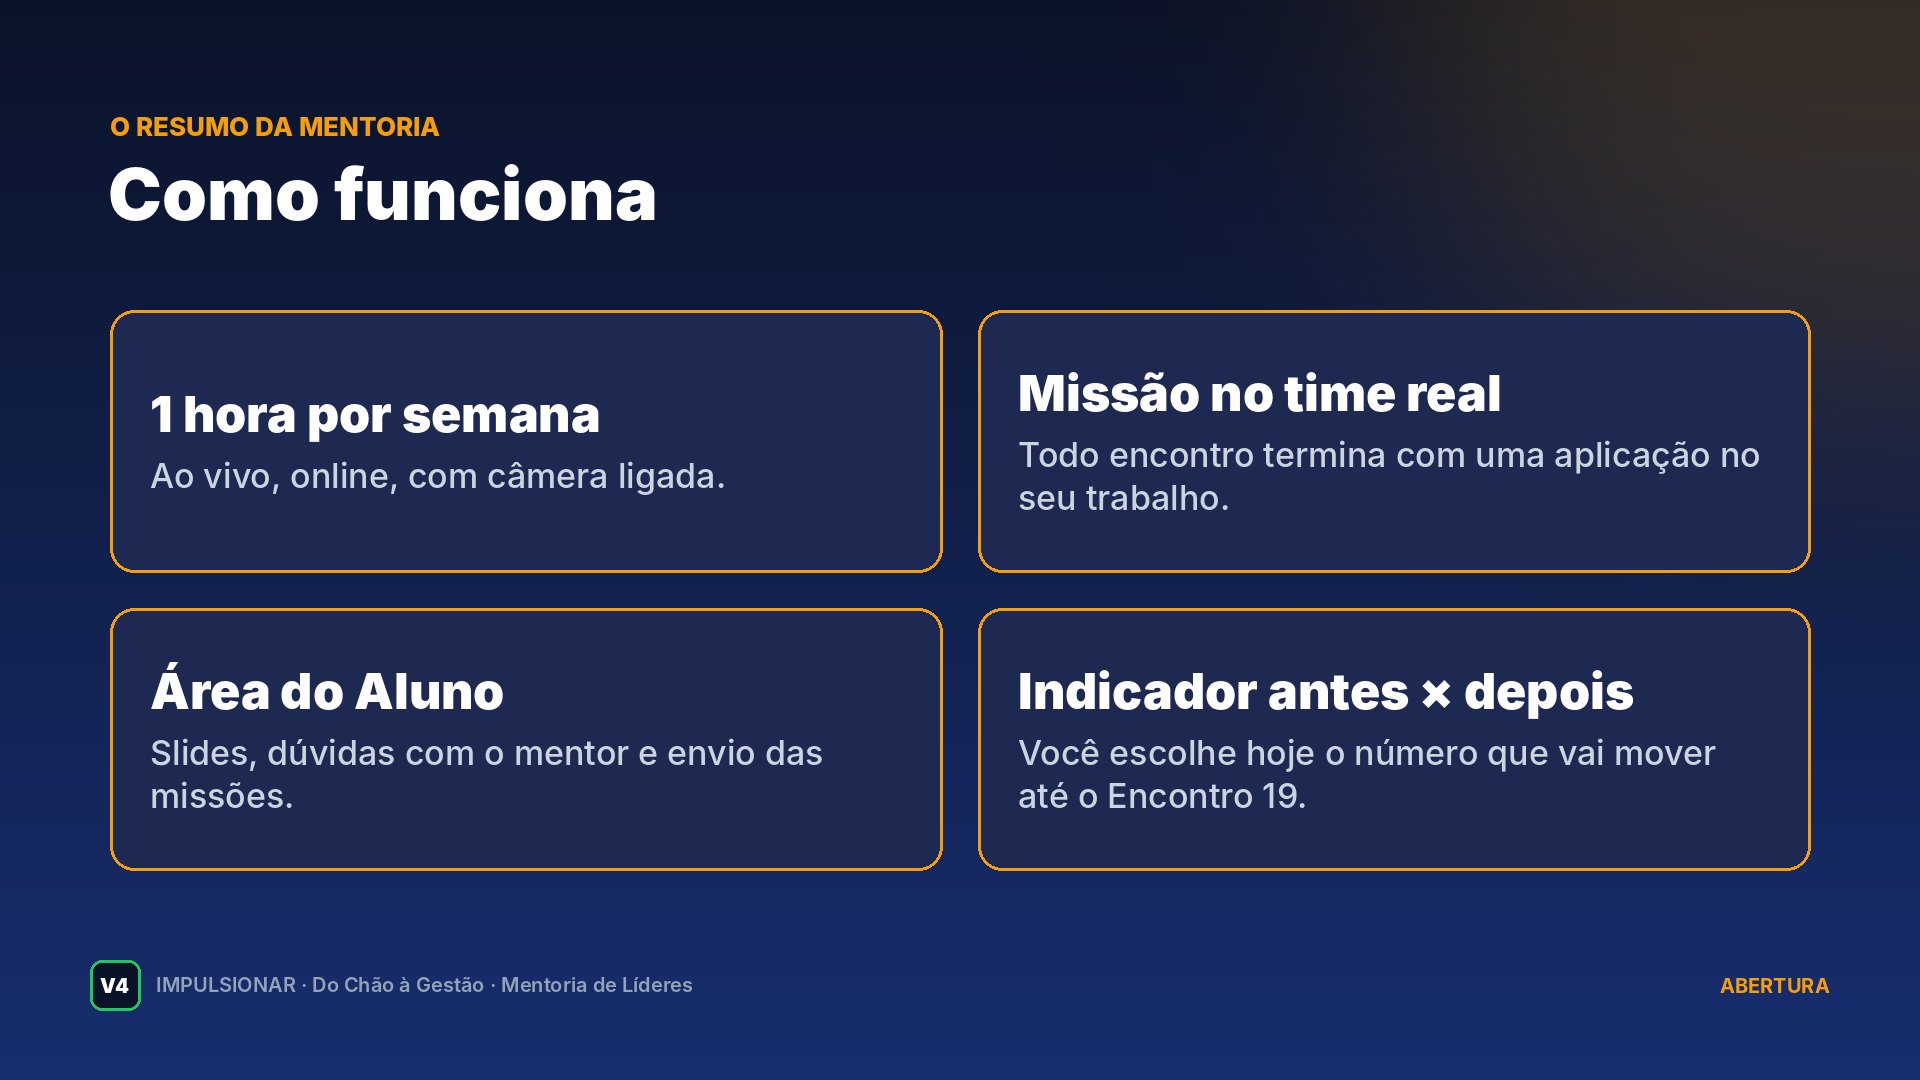 O RESUMO DA MENTORIA
Como funciona
1 hora por semana
Ao vivo, online, com câmera ligada.
Missão no time real
Todo encontro termina com uma aplicação no
seu trabalho.
Área do Aluno
Slides, dúvidas com o mentor e envio das
missões.
Indicador antes × depois
Você escolhe hoje o número que vai mover
até o Encontro 19.
V4 IMPULSIONAR · Do Chão à Gestão · Mentoria de Líderes
ABERTURA